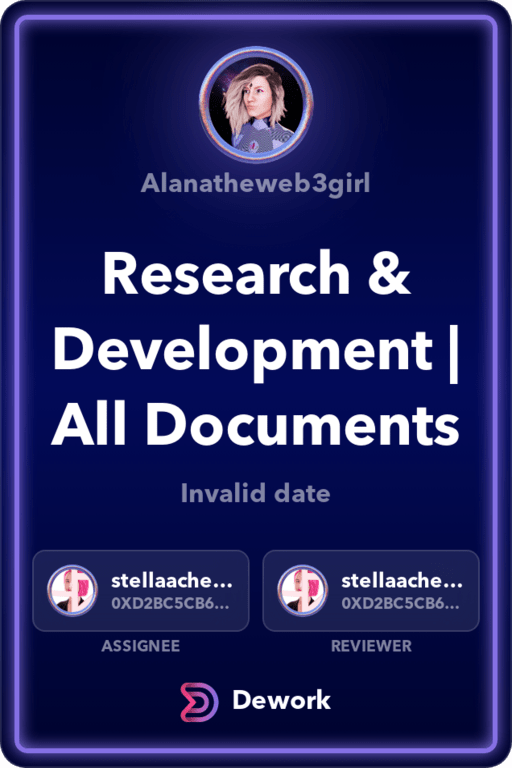 Alanatheweb3girl
Research &
Development |
All Documents
Invalid date
stellaache...
0XD2BC5CB6...
ASSIGNEE
stellaache...
0XD2BC5CB6...
REVIEWER
Dework